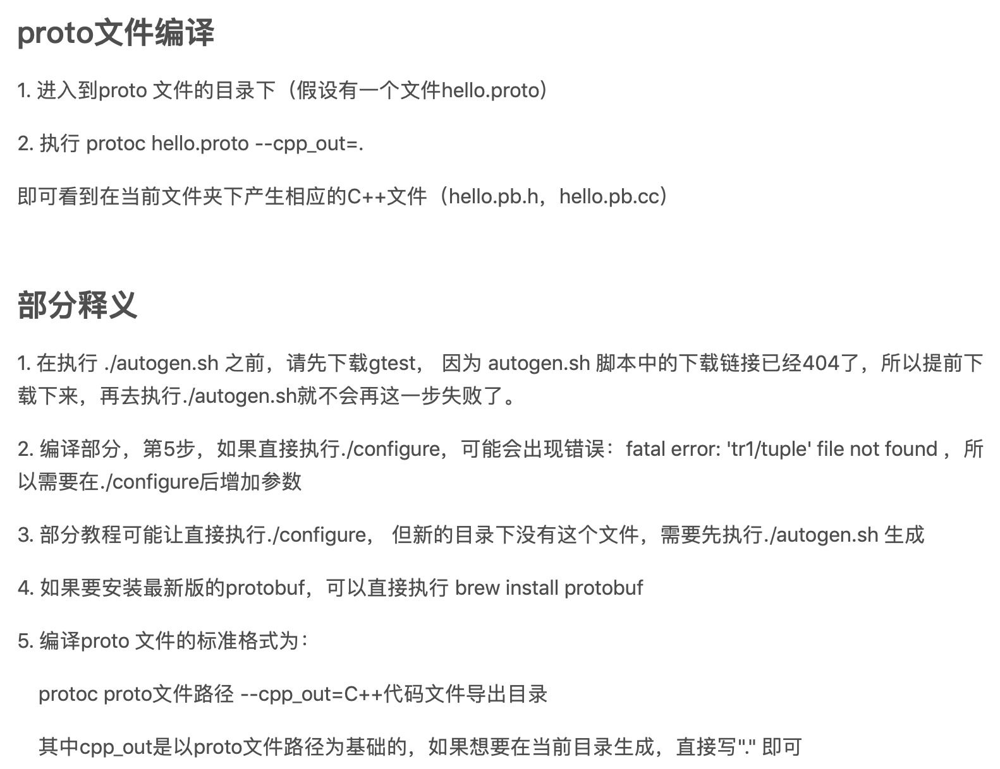 proto文件编译
1. 进入到proto 文件的目录下（假设有一个文件hello.proto）
2. 执行 protoc hello.proto --cpp_out=.
即可看到在当前文件夹下产生相应的C++文件（hello.pb.h，hello.pb.cc）
部分释义
1. 在执行 ./autogen.sh 之前，请先下载gtest， 因为 autogen.sh 脚本中的下载链接已经404了，所以提前下
载下来，再去执行./autogen.sh就不会再这一步失败了。
2. 编译部分，第5步，如果直接执行./configure，可能会出现错误：fatal error: 'tr1/tuple' file not found ，所
以需要在./configure后增加参数
3. 部分教程可能让直接执行./configure， 但新的目录下没有这个文件，需要先执行./autogen.sh 生成
4. 如果要安装最新版的protobuf，可以直接执行 brew install protobuf
5. 编译proto 文件的标准格式为：
protoc proto文件路径 --cpp_out=C++代码文件导出目录
其中cpp_out是以proto文件路径为基础的，如果想要在当前目录生成，直接写"." 即可